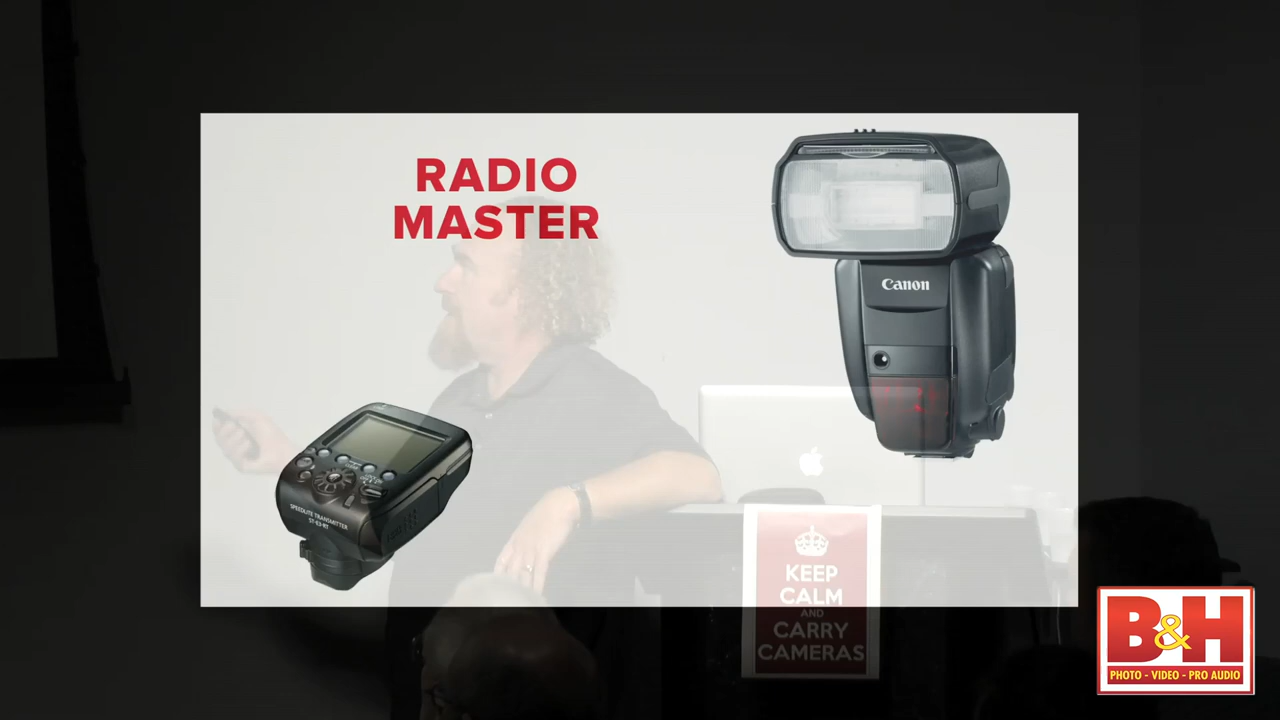 RADIO
MASTER
Canon
SPEEDLITE TRANSMITTER
ST-E3-RT
KEEP
CALM
AND
CARRY
CAMERAS
B&H
PHOTO - VIDEO - PRO AUDIO